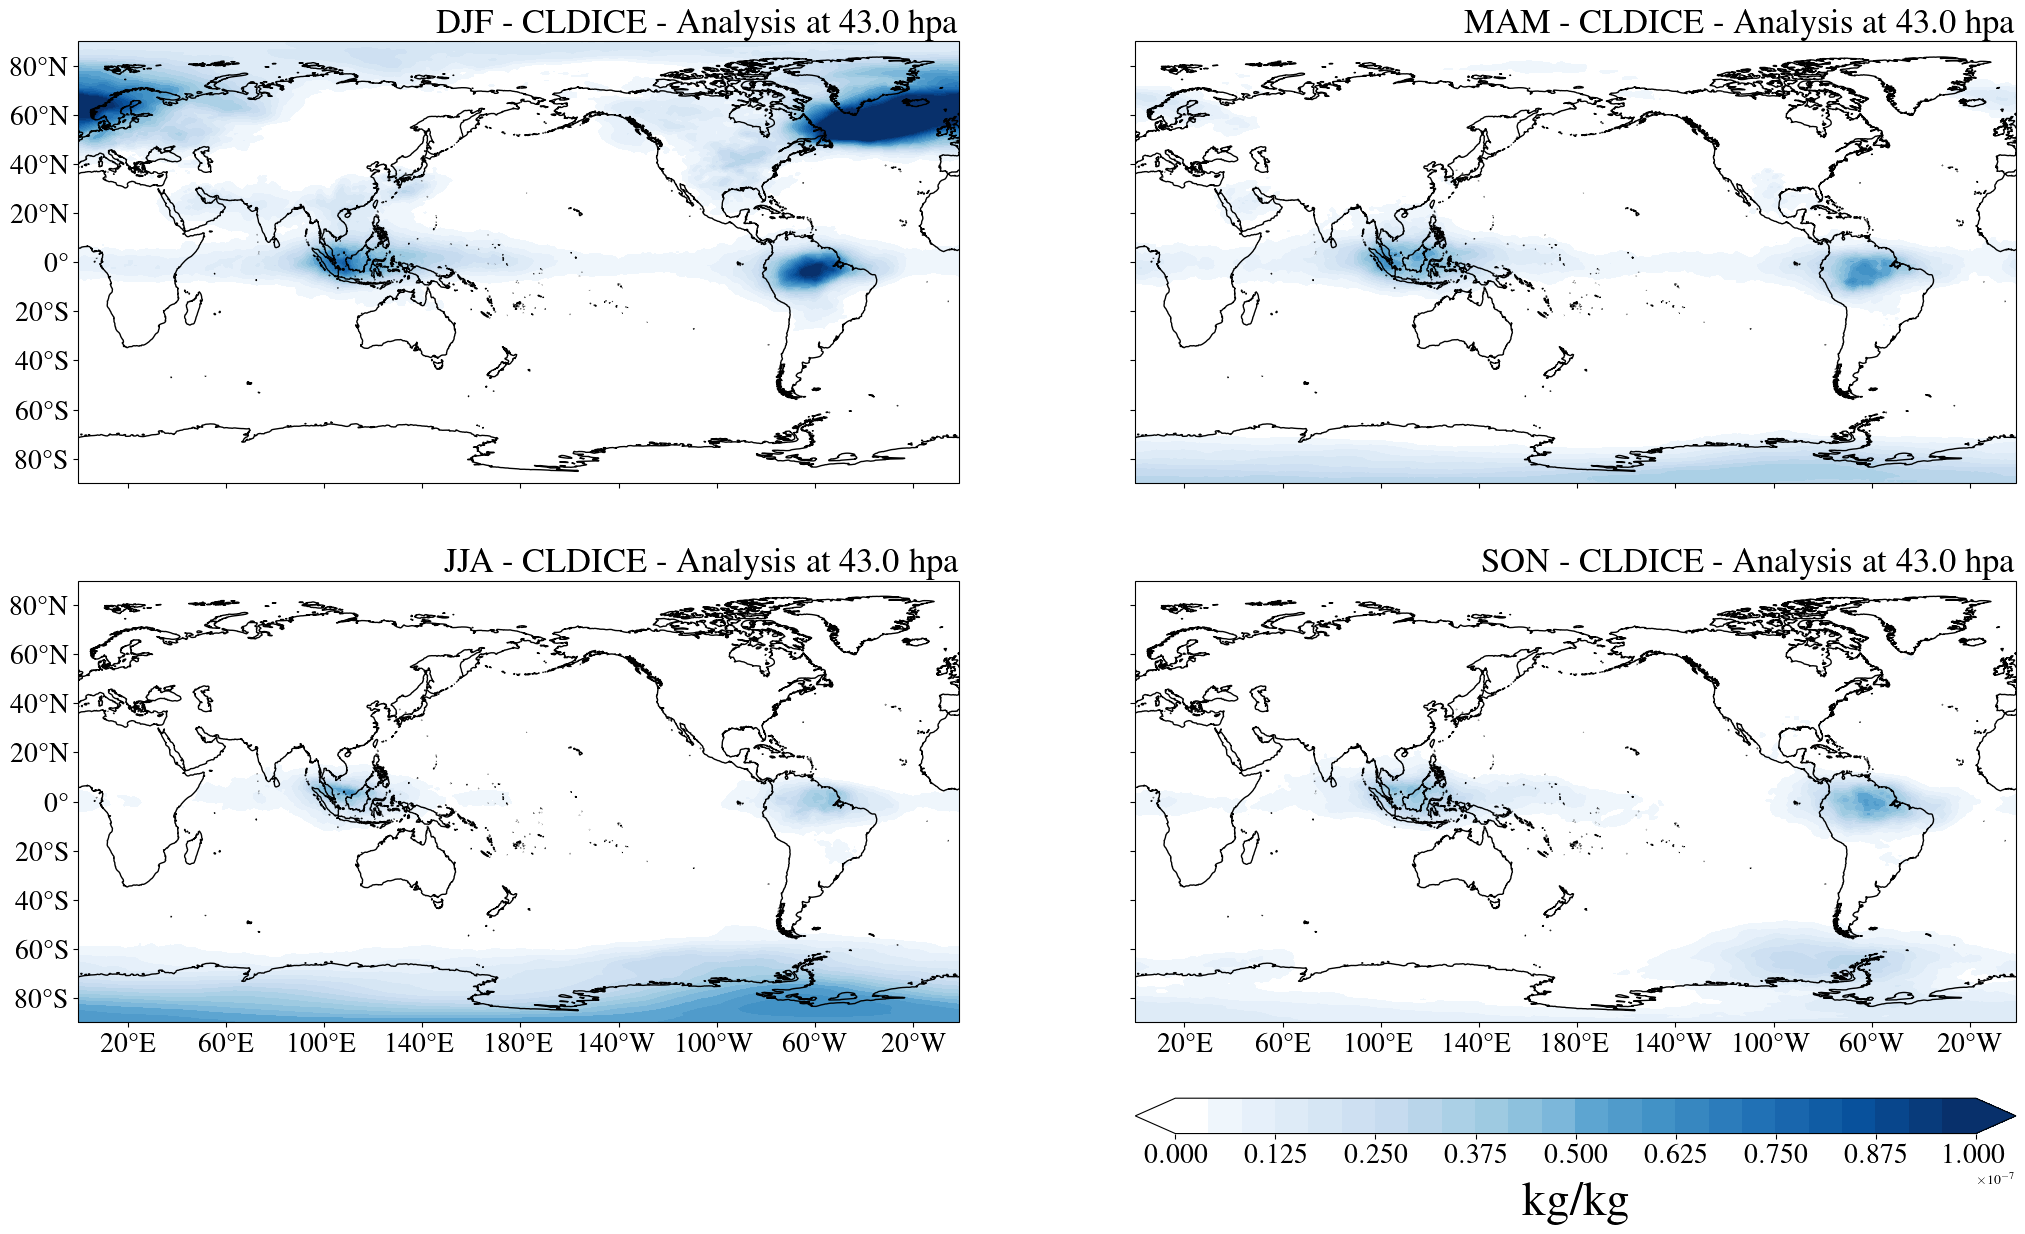 DJF - CLDICE - Analysis at 43.0 hpa
MAM - CLDICE - Analysis at 43.0 hpa
80°N
60°N
40°N
20°N
0°
20°S
40°S
60°S
80°S
JJA - CLDICE - Analysis at 43.0 hpa
SON - CLDICE - Analysis at 43.0 hpa
80°N
60°N
40°N
20°N
0°
20°S
40°S
60°S
80°S
20°E 60°E 100°E 140°E 180°E 140°W 100°W 60°W 20°W
20°E 60°E 100°E 140°E 180°E 140°W 100°W 60°W 20°W
0.000 0.125 0.250 0.375 0.500 0.625 0.750 0.875 1.000
×10⁻⁷
kg/kg